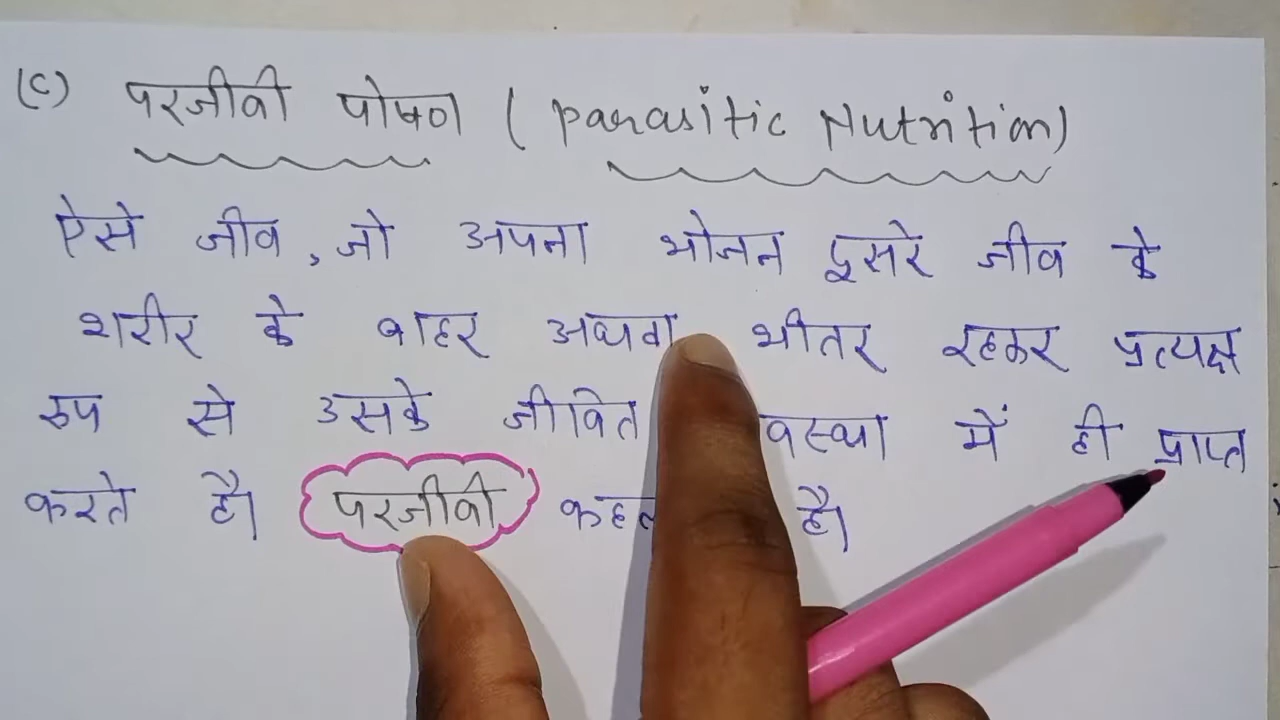 (C) परजीवी पोषण (Parasitic Nutrition)
ऐसे जीव, जो अपना भोजन दूसरे जीव के
शरीर के बाहर अथवा भीतर रहकर प्रत्यक्ष
रूप से उसके जीवित वस्था में ही प्राप्त
करते है। परजीवी कहल है।